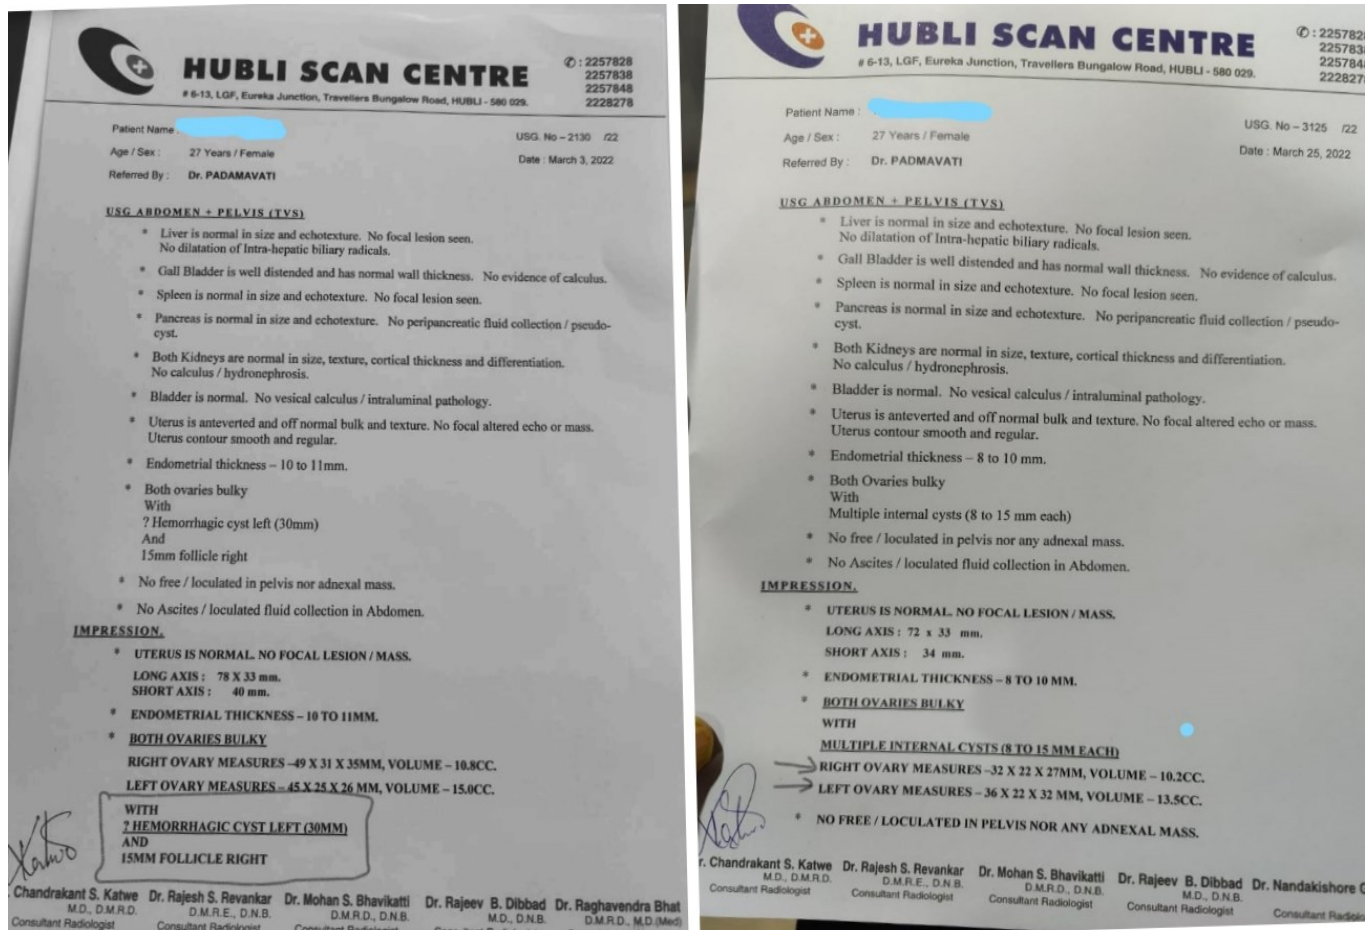 HUBLI SCAN CENTRE
# 6-13, LGF, Eureka Junction, Travellers Bungalow Road, HUBLI - 580 029.
✆ : 2257828
2257838
2257848
2228278
Patient Name :
USG. No – 2130 /22
Age / Sex : 27 Years / Female
Date : March 3, 2022
Referred By : Dr. PADAMAVATI
USG ABDOMEN + PELVIS (TVS)
* Liver is normal in size and echotexture. No focal lesion seen.
No dilatation of Intra-hepatic biliary radicals.
* Gall Bladder is well distended and has normal wall thickness. No evidence of calculus.
* Spleen is normal in size and echotexture. No focal lesion seen.
* Pancreas is normal in size and echotexture. No peripancreatic fluid collection / pseudo-
cyst.
* Both Kidneys are normal in size, texture, cortical thickness and differentiation.
No calculus / hydronephrosis.
* Bladder is normal. No vesical calculus / intraluminal pathology.
* Uterus is anteverted and off normal bulk and texture. No focal altered echo or mass.
Uterus contour smooth and regular.
* Endometrial thickness – 10 to 11mm.
* Both ovaries bulky
With
? Hemorrhagic cyst left (30mm)
And
15mm follicle right
* No free / loculated in pelvis nor adnexal mass.
* No Ascites / loculated fluid collection in Abdomen.
IMPRESSION.
* UTERUS IS NORMAL. NO FOCAL LESION / MASS.
LONG AXIS : 78 X 33 mm.
SHORT AXIS : 40 mm.
* ENDOMETRIAL THICKNESS – 10 TO 11MM.
* BOTH OVARIES BULKY
RIGHT OVARY MEASURES –49 X 31 X 35MM, VOLUME – 10.8CC.
LEFT OVARY MEASURES – 45 X 25 X 26 MM, VOLUME – 15.0CC.
WITH
? HEMORRHAGIC CYST LEFT (30MM)
AND
15MM FOLLICLE RIGHT
Chandrakant S. Katwe Dr. Rajesh S. Revankar Dr. Mohan S. Bhavikatti Dr. Rajeev B. Dibbad Dr. Raghavendra Bhat
M.D., D.M.R.D. D.M.R.E., D.N.B. D.M.R.D., D.N.B. M.D., D.N.B. D.M.R.D., M.D.(Med)
Consultant Radiologist Consultant Radiologist
HUBLI SCAN CENTRE
# 6-13, LGF, Eureka Junction, Travellers Bungalow Road, HUBLI - 580 029.
✆ : 225782
225783
225784
222827
Patient Name :
USG. No – 3125 /22
Age / Sex : 27 Years / Female
Date : March 25, 2022
Referred By : Dr. PADMAVATI
USG ABDOMEN + PELVIS (TVS)
* Liver is normal in size and echotexture. No focal lesion seen.
No dilatation of Intra-hepatic biliary radicals.
* Gall Bladder is well distended and has normal wall thickness. No evidence of calculus.
* Spleen is normal in size and echotexture. No focal lesion seen.
* Pancreas is normal in size and echotexture. No peripancreatic fluid collection / pseudo-
cyst.
* Both Kidneys are normal in size, texture, cortical thickness and differentiation.
No calculus / hydronephrosis.
* Bladder is normal. No vesical calculus / intraluminal pathology.
* Uterus is anteverted and off normal bulk and texture. No focal altered echo or mass.
Uterus contour smooth and regular.
* Endometrial thickness – 8 to 10 mm.
* Both Ovaries bulky
With
Multiple internal cysts (8 to 15 mm each)
* No free / loculated in pelvis nor any adnexal mass.
* No Ascites / loculated fluid collection in Abdomen.
IMPRESSION.
* UTERUS IS NORMAL. NO FOCAL LESION / MASS.
LONG AXIS : 72 x 33 mm.
SHORT AXIS : 34 mm.
* ENDOMETRIAL THICKNESS – 8 TO 10 MM.
* BOTH OVARIES BULKY
WITH
MULTIPLE INTERNAL CYSTS (8 TO 15 MM EACH)
RIGHT OVARY MEASURES –32 X 22 X 27MM, VOLUME – 10.2CC.
LEFT OVARY MEASURES – 36 X 22 X 32 MM, VOLUME – 13.5CC.
* NO FREE / LOCULATED IN PELVIS NOR ANY ADNEXAL MASS.
r. Chandrakant S. Katwe Dr. Rajesh S. Revankar Dr. Mohan S. Bhavikatti Dr. Rajeev B. Dibbad Dr. Nandakishore
M.D., D.M.R.D. D.M.R.E., D.N.B. D.M.R.D., D.N.B. M.D., D.N.B.
Consultant Radiologist Consultant Radiologist Consultant Radiologist Consultant Radiologist Consultant